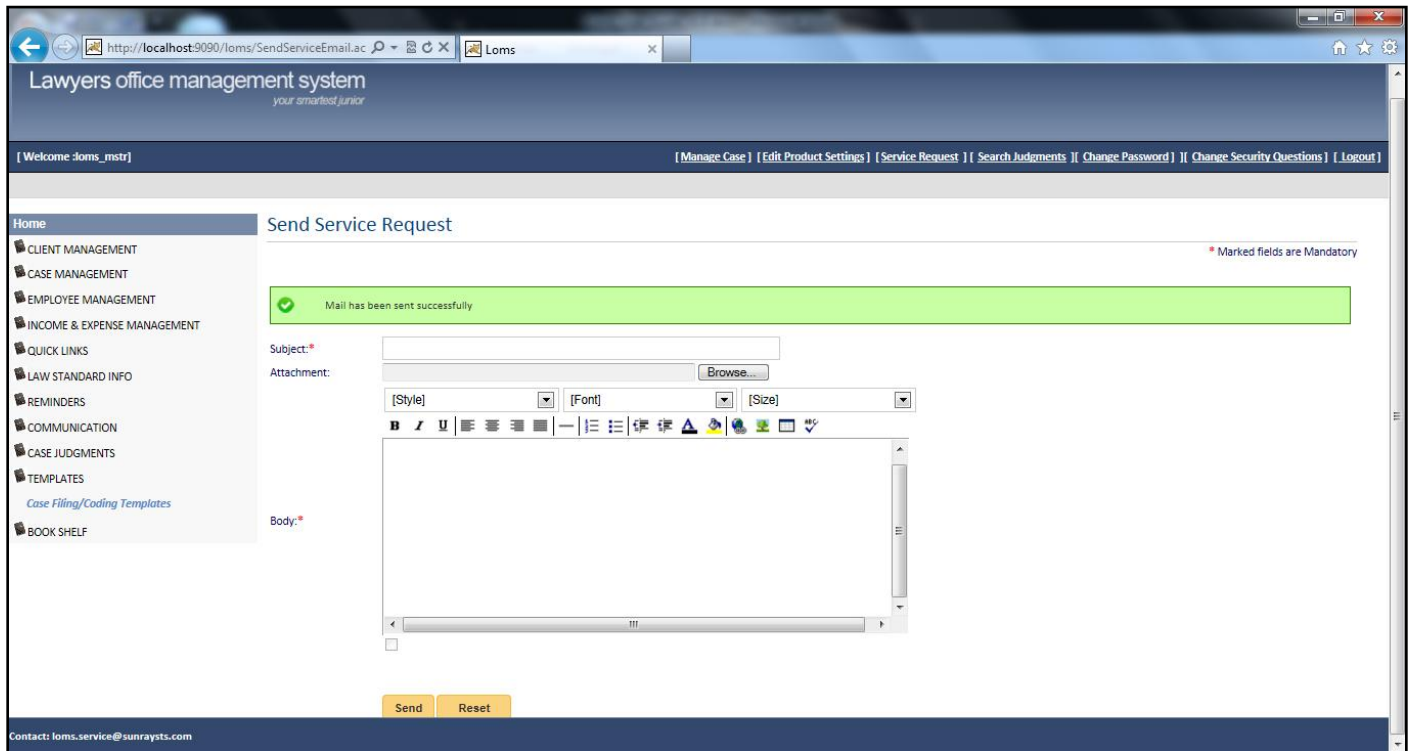 http://localhost:9090/loms/SendServiceEmail.ac
Loms
Lawyers office management system
your smartest junior
[ Welcome :loms_mstr]
[ Manage Case ] [ Edit Product Settings ] [ Service Request ] [ Search Judgments ][ Change Password ] ][ Change Security Questions ] [ Logout ]
Home
CLIENT MANAGEMENT
CASE MANAGEMENT
EMPLOYEE MANAGEMENT
INCOME & EXPENSE MANAGEMENT
QUICK LINKS
LAW STANDARD INFO
REMINDERS
COMMUNICATION
CASE JUDGMENTS
TEMPLATES
Case Filing/Coding Templates
BOOK SHELF
Send Service Request
* Marked fields are Mandatory
Mail has been sent successfully
Subject:*
Attachment: Browse...
[Style] [Font] [Size]
B I U A ABC
Body:*
Send Reset
Contact: loms.service@sunraysts.com